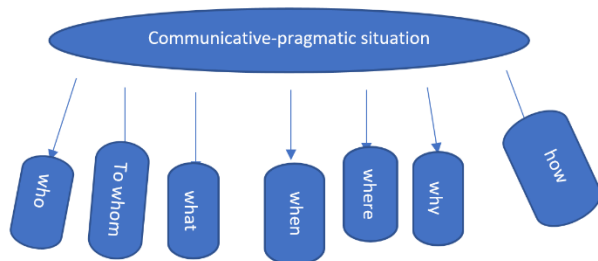 Communicative-pragmatic situation
who
To whom
what
when
where
why
how